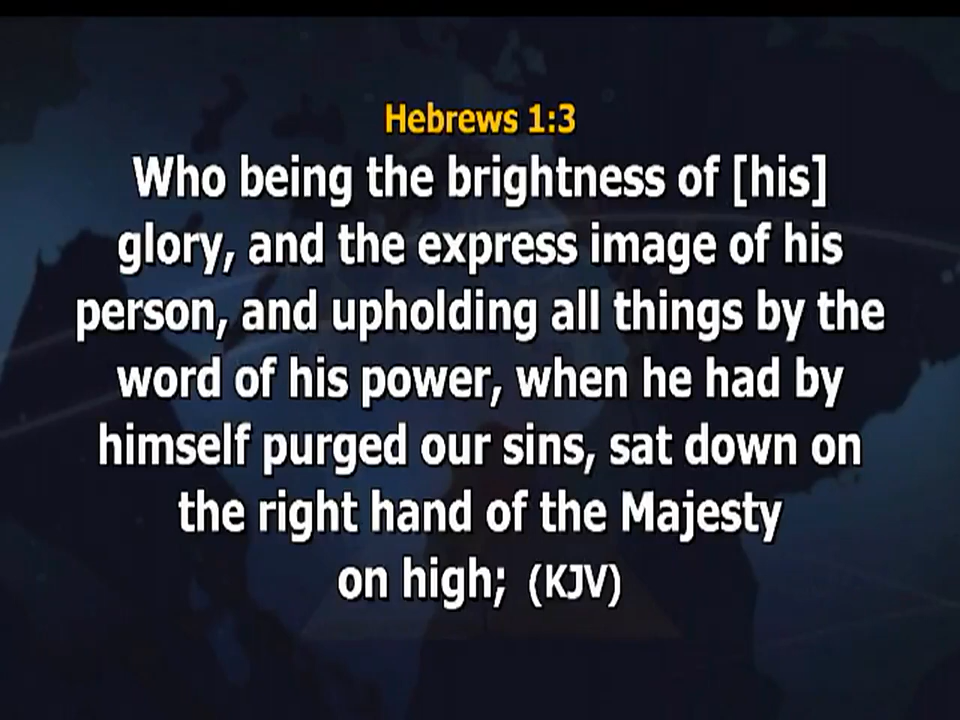 Hebrews 1:3
Who being the brightness of [his]
glory, and the express image of his
person, and upholding all things by the
word of his power, when he had by
himself purged our sins, sat down on
the right hand of the Majesty
on high; (KJV)